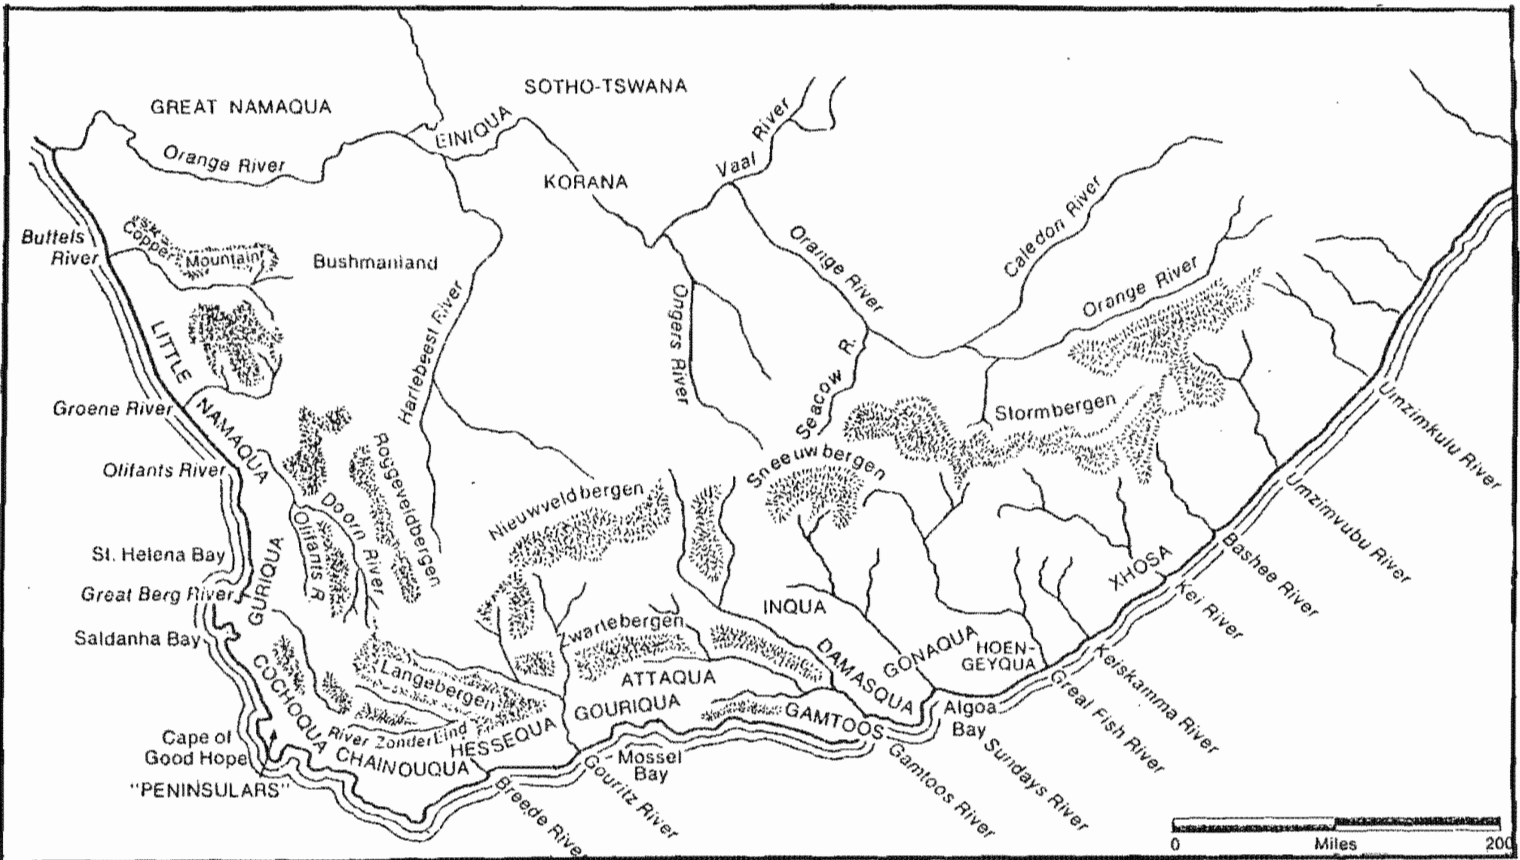 SOTHO-TSWANA
GREAT NAMAQUA
EINIQUA
Vaal River
Orange River
KORANA
Caledon River
Copper
Mountain
Buffels
River
Bushmanland
Orange River
Orange River
Ongers River
Hartebeest River
LITTLE
NAMAQUA
Seacow R.
Groene River
Stormbergen
Umzimkulu River
Olifants River
Roggeveldbergen
Sneeuwbergen
Nieuwveldbergen
Umzimvubu River
Doorn River
Olifants R
St. Helena Bay
GURIQUA
Great Berg River
Bashee River
XHOSA
Kei River
INQUA
Saldanha Bay
Zwartebergen
DAMASQUA
GONAQUA
HOEN-
GEYQUA
Langebergen
ATTAQUA
COCHOQUA
GOURIQUA
GAMTOOS
Algoa
Bay
Keiskamma River
Great Fish River
Cape of
Good Hope
River ZonderEind
HESSEQUA
CHAINOUQUA
Mossel
Bay
"PENINSULARS"
Breede River
Gouritz River
Gamtoos River
Sundays River
0 Miles 200